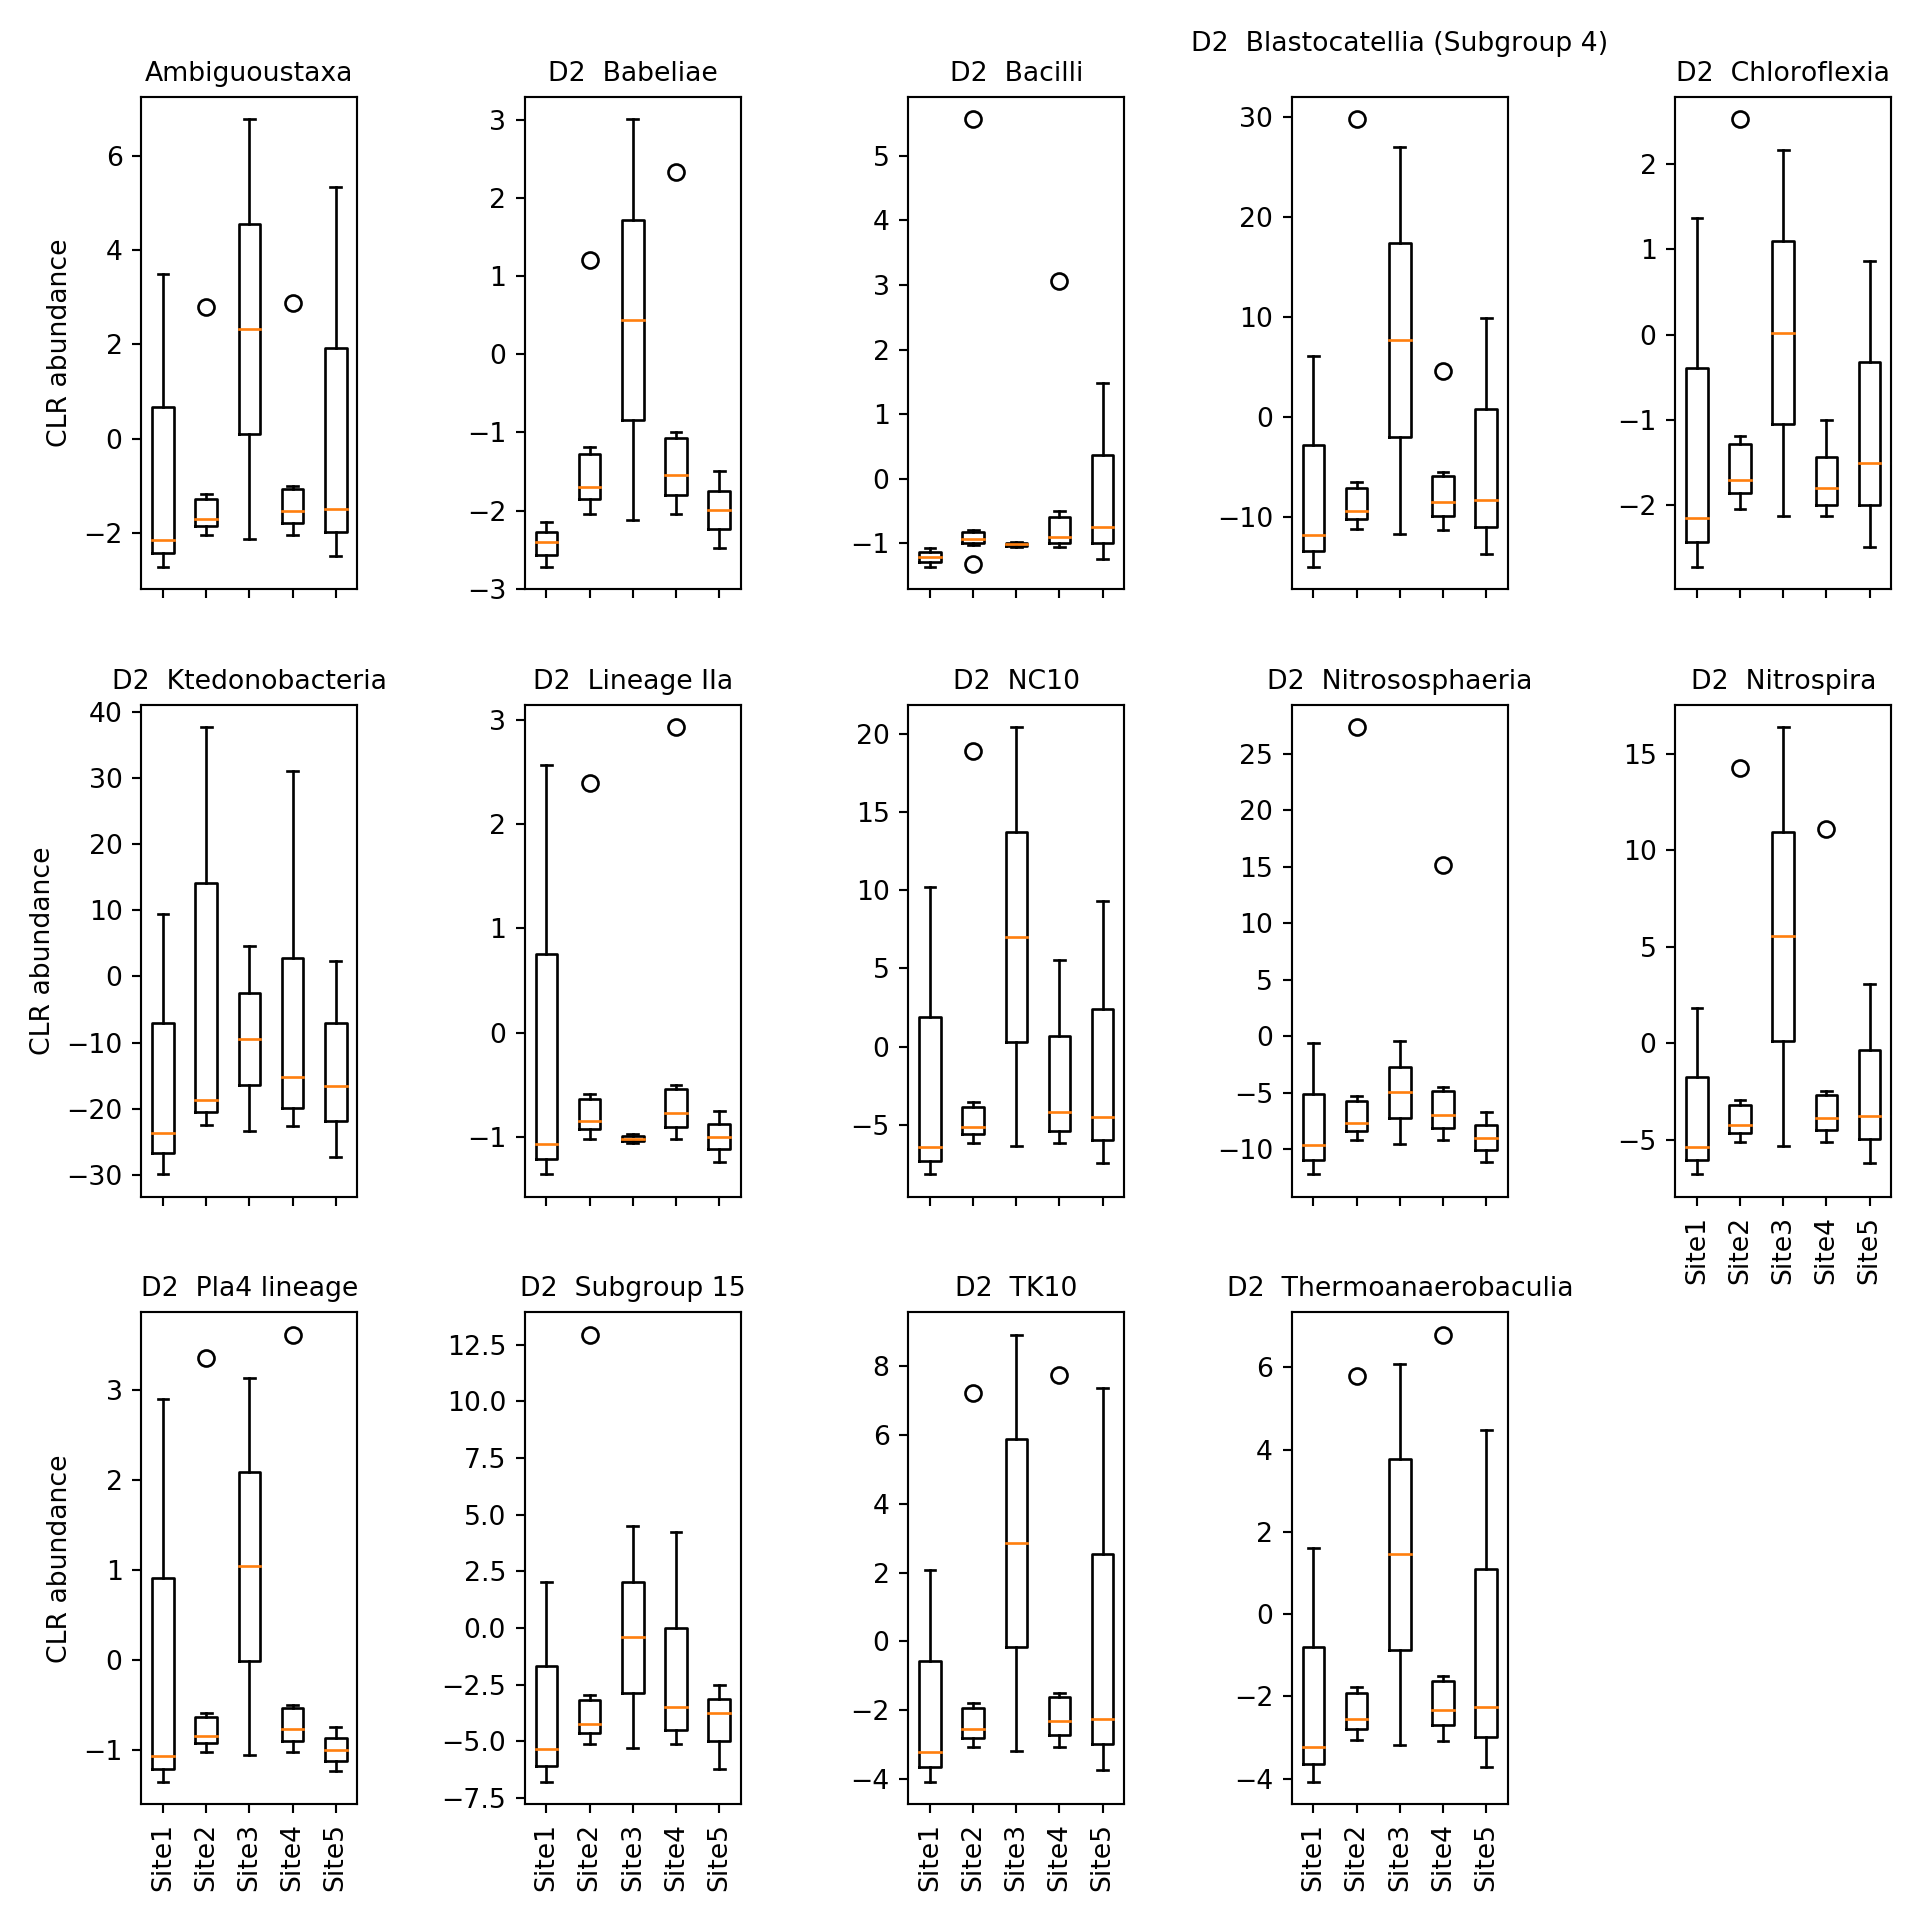 D2  Blastocatellia (Subgroup 4)
Ambiguoustaxa
D2  Babeliae
D2  Bacilli
D2  Chloroflexia
CLR abundance
6
4
2
0
−2
3
2
1
0
−1
−2
−3
5
4
3
2
1
0
−1
30
20
10
0
−10
2
1
0
−1
−2
D2  Ktedonobacteria
D2  Lineage IIa
D2  NC10
D2  Nitrososphaeria
D2  Nitrospira
CLR abundance
40
30
20
10
0
−10
−20
−30
3
2
1
0
−1
20
15
10
5
0
−5
25
20
15
10
5
0
−5
−10
15
10
5
0
−5
Site1
Site2
Site3
Site4
Site5
D2  Pla4 lineage
D2  Subgroup 15
D2  TK10
D2  Thermoanaerobaculia
CLR abundance
3
2
1
0
−1
12.5
10.0
7.5
5.0
2.5
0.0
−2.5
−5.0
−7.5
8
6
4
2
0
−2
−4
6
4
2
0
−2
−4
Site1
Site2
Site3
Site4
Site5
Site1
Site2
Site3
Site4
Site5
Site1
Site2
Site3
Site4
Site5
Site1
Site2
Site3
Site4
Site5